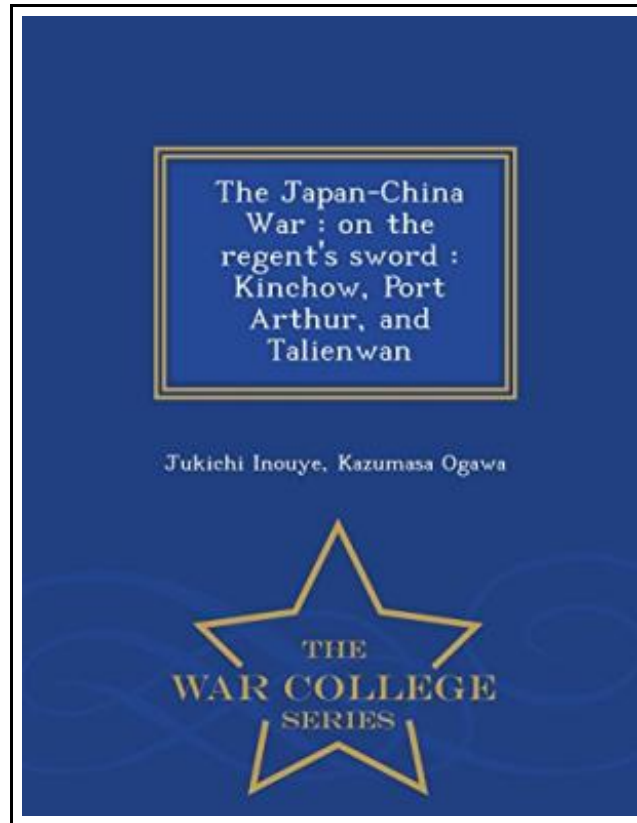 The Japan-China
War : on the
regent's sword :
Kinchow, Port
Arthur, and
Talienwan
Jukichi Inouye, Kazumasa Ogawa
THE
WAR COLLEGE
SERIES